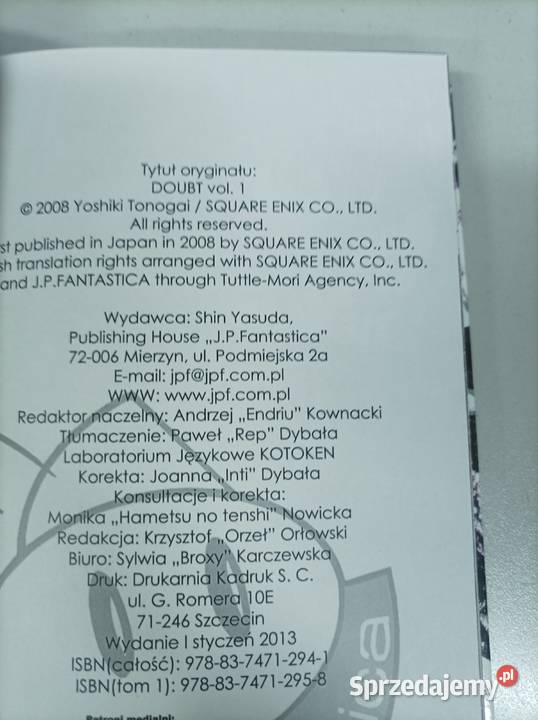 Tytuł oryginału:
DOUBT vol. 1
© 2008 Yoshiki Tonogai / SQUARE ENIX CO., LTD.
All rights reserved.
st published in Japan in 2008 by SQUARE ENIX CO., LTD.
sh translation rights arranged with SQUARE ENIX CO., LTD.
and J.P.FANTASTICA through Tuttle-Mori Agency, Inc.
Wydawca: Shin Yasuda,
Publishing House „J.P.Fantastica”
72-006 Mierzyn, ul. Podmiejska 2a
E-mail: jpf@jpf.com.pl
WWW: www.jpf.com.pl
Redaktor naczelny: Andrzej „Endriu” Kownacki
Tłumaczenie: Paweł „Rep” Dybała
Laboratorium Językowe KOTOKEN
Korekta: Joanna „Inti” Dybała
Konsultacje i korekta:
Monika „Hametsu no tenshi” Nowicka
Redakcja: Krzysztof „Orzeł” Orłowski
Biuro: Sylwia „Broxy” Karczewska
Druk: Drukarnia Kadruk S. C.
ul. G. Romera 10E
71-246 Szczecin
Wydanie I styczeń 2013
ISBN(całość): 978-83-7471-294-1
ISBN(tom 1): 978-83-7471-295-8
Patroni medialni:
ica
Sprzedajemy.pl